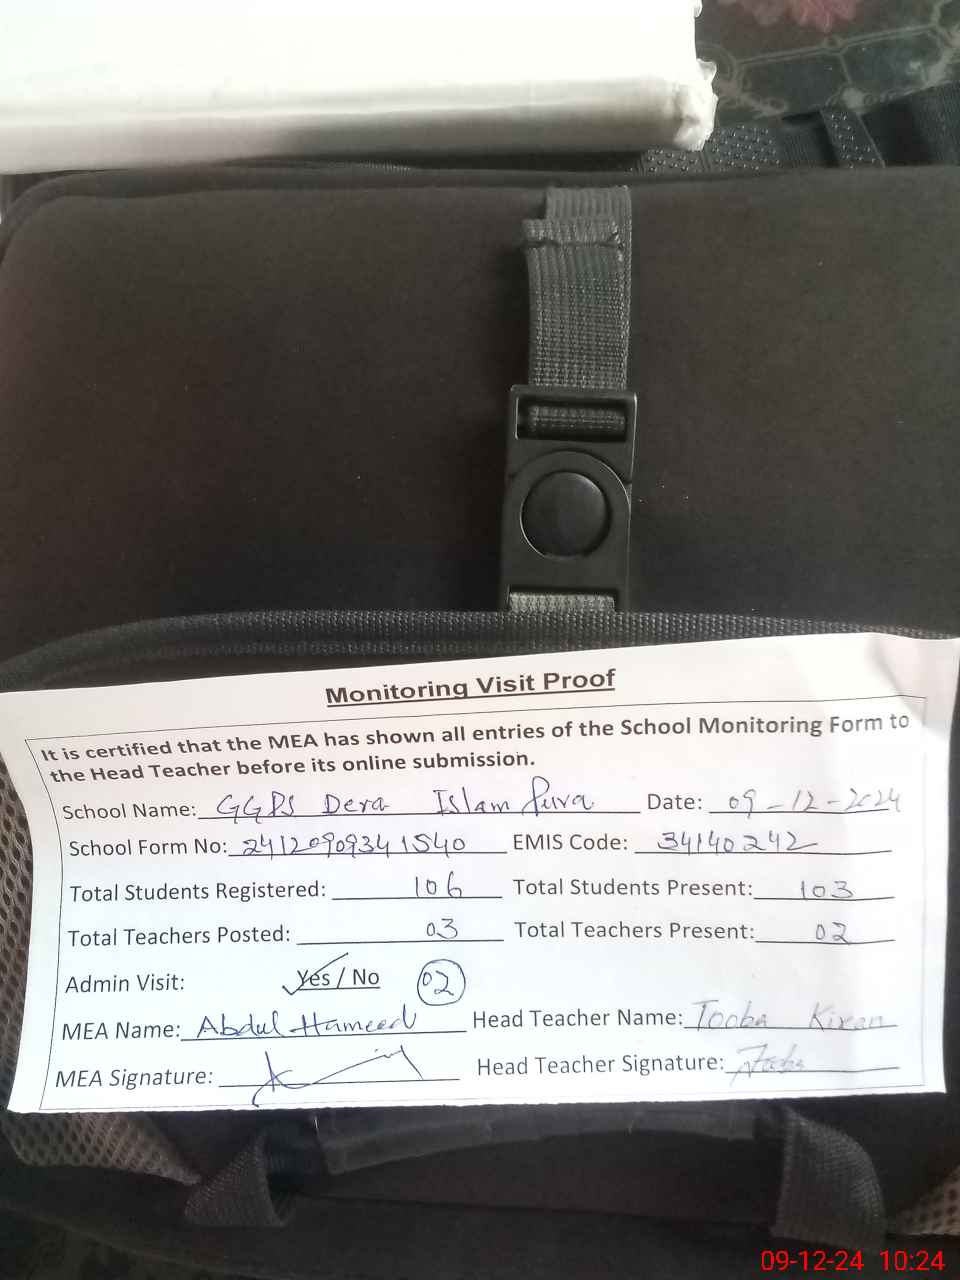 Monitoring Visit Proof
It is certified that the MEA has shown all entries of the School Monitoring Form to
the Head Teacher before its online submission.
School Name: GGPS Dera Islam Pura Date: 09-12-2024
School Form No: 24120909341540 EMIS Code: 34140242
Total Students Registered: 106 Total Students Present: 103
Total Teachers Posted: 03 Total Teachers Present: 02
Admin Visit: Yes / No 02
MEA Name: Abdul Hameed Head Teacher Name: Tooba Kiran
MEA Signature: Head Teacher Signature: Tooba
09-12-24 10:24